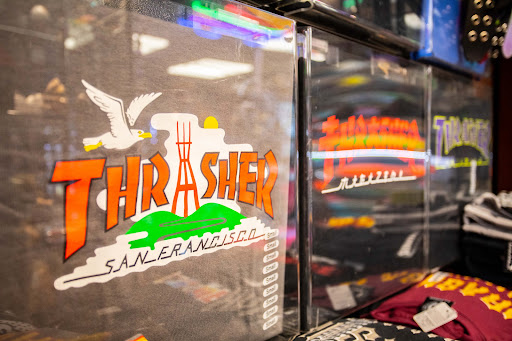 THRASHER
SAN FRANCISCO
THRASHER
MAGAZINE
THRASHER